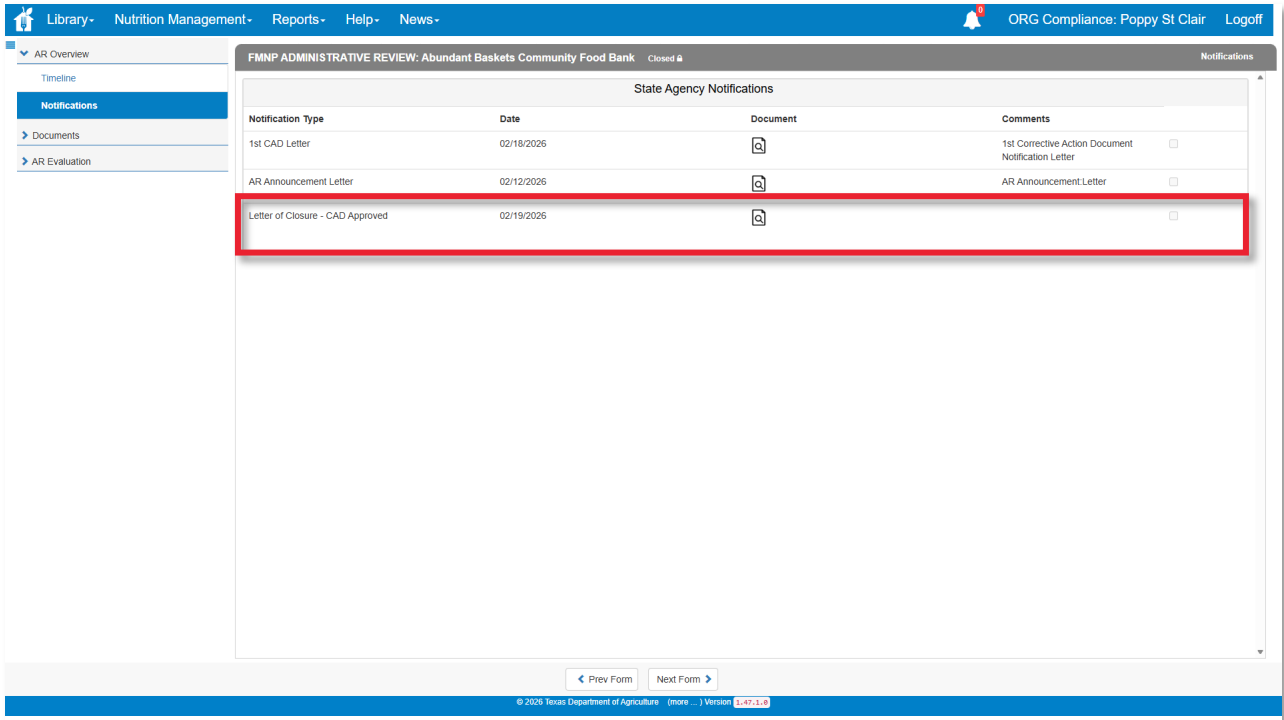 Library Nutrition Management Reports Help News 0 ORG Compliance: Poppy St Clair Logoff
AR Overview
Timeline
Notifications
Documents
AR Evaluation
FMNP ADMINISTRATIVE REVIEW: Abundant Baskets Community Food Bank Closed Notifications
State Agency Notifications
Notification Type Date Document Comments
1st CAD Letter 02/18/2026 1st Corrective Action Document
Notification Letter
AR Announcement Letter 02/12/2026 AR Announcement:Letter
Letter of Closure - CAD Approved 02/19/2026
Prev Form Next Form
© 2026 Texas Department of Agriculture (more ... ) Version 1.47.1.0